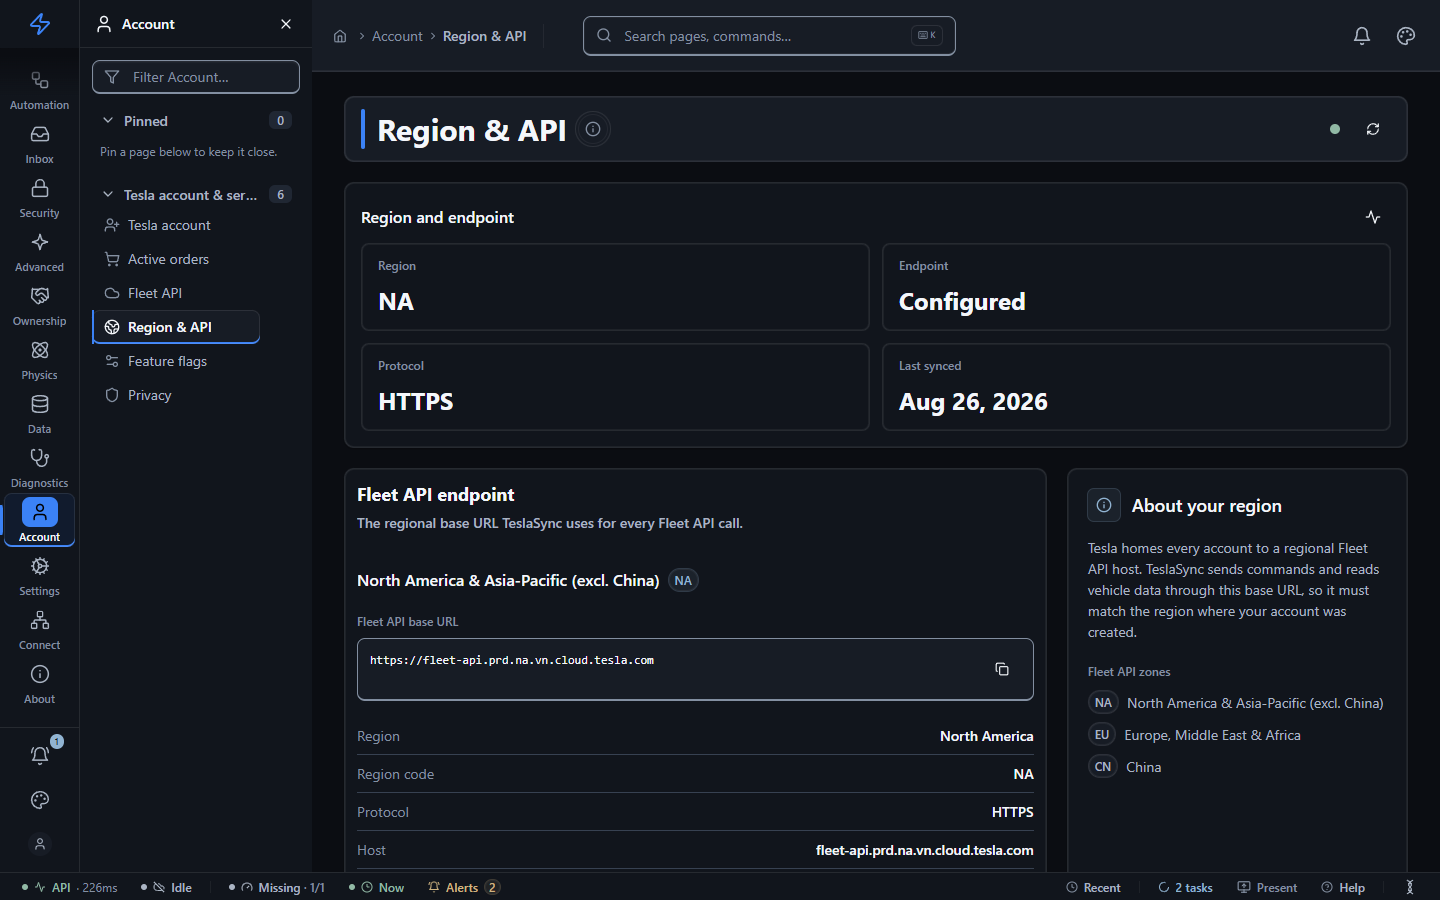 Account
Automation
Inbox
Security
Advanced
Ownership
Physics
Data
Diagnostics
Account
Settings
Connect
About
1
Filter Account...
Pinned
0
Pin a page below to keep it close.
Tesla account & ser...
6
Tesla account
Active orders
Fleet API
Region & API
Feature flags
Privacy
Account
Region & API
Search pages, commands...
K
Region & API
Region and endpoint
Region
NA
Endpoint
Configured
Protocol
HTTPS
Last synced
Aug 26, 2026
Fleet API endpoint
The regional base URL TeslaSync uses for every Fleet API call.
North America & Asia-Pacific (excl. China) NA
Fleet API base URL
https://fleet-api.prd.na.vn.cloud.tesla.com
Region North America
Region code NA
Protocol HTTPS
Host fleet-api.prd.na.vn.cloud.tesla.com
About your region
Tesla homes every account to a regional Fleet
API host. TeslaSync sends commands and reads
vehicle data through this base URL, so it must
match the region where your account was
created.
Fleet API zones
NA North America & Asia-Pacific (excl. China)
EU Europe, Middle East & Africa
CN China
API · 226ms
Idle
Missing · 1/1
Now
Alerts 2
Recent
2 tasks
Present
Help